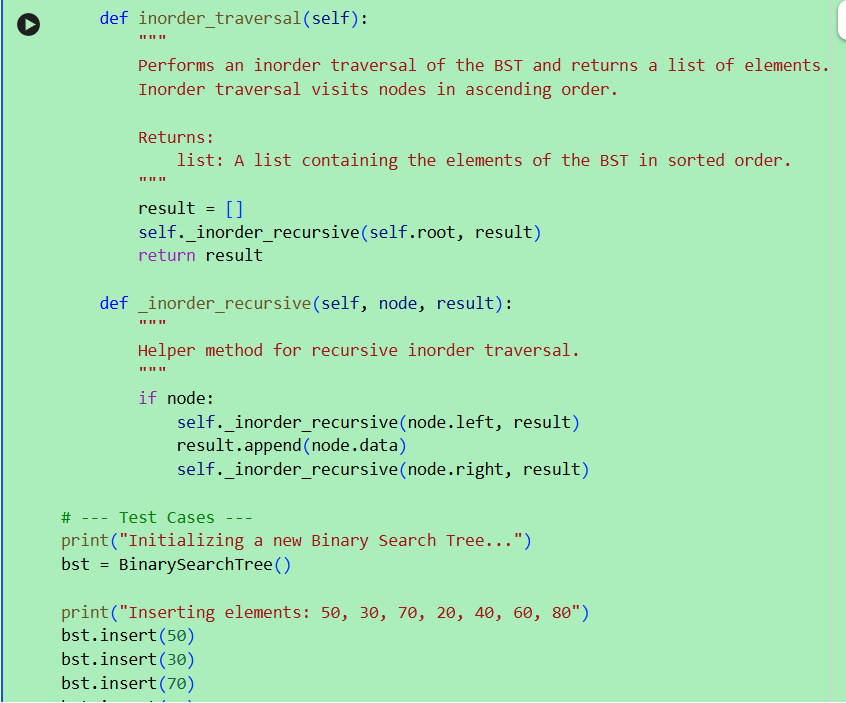 def inorder_traversal(self):
"""
Performs an inorder traversal of the BST and returns a list of elements.
Inorder traversal visits nodes in ascending order.
Returns:
list: A list containing the elements of the BST in sorted order.
"""
result = []
self._inorder_recursive(self.root, result)
return result
def _inorder_recursive(self, node, result):
"""
Helper method for recursive inorder traversal.
"""
if node:
self._inorder_recursive(node.left, result)
result.append(node.data)
self._inorder_recursive(node.right, result)
# --- Test Cases ---
print("Initializing a new Binary Search Tree...")
bst = BinarySearchTree()
print("Inserting elements: 50, 30, 70, 20, 40, 60, 80")
bst.insert(50)
bst.insert(30)
bst.insert(70)